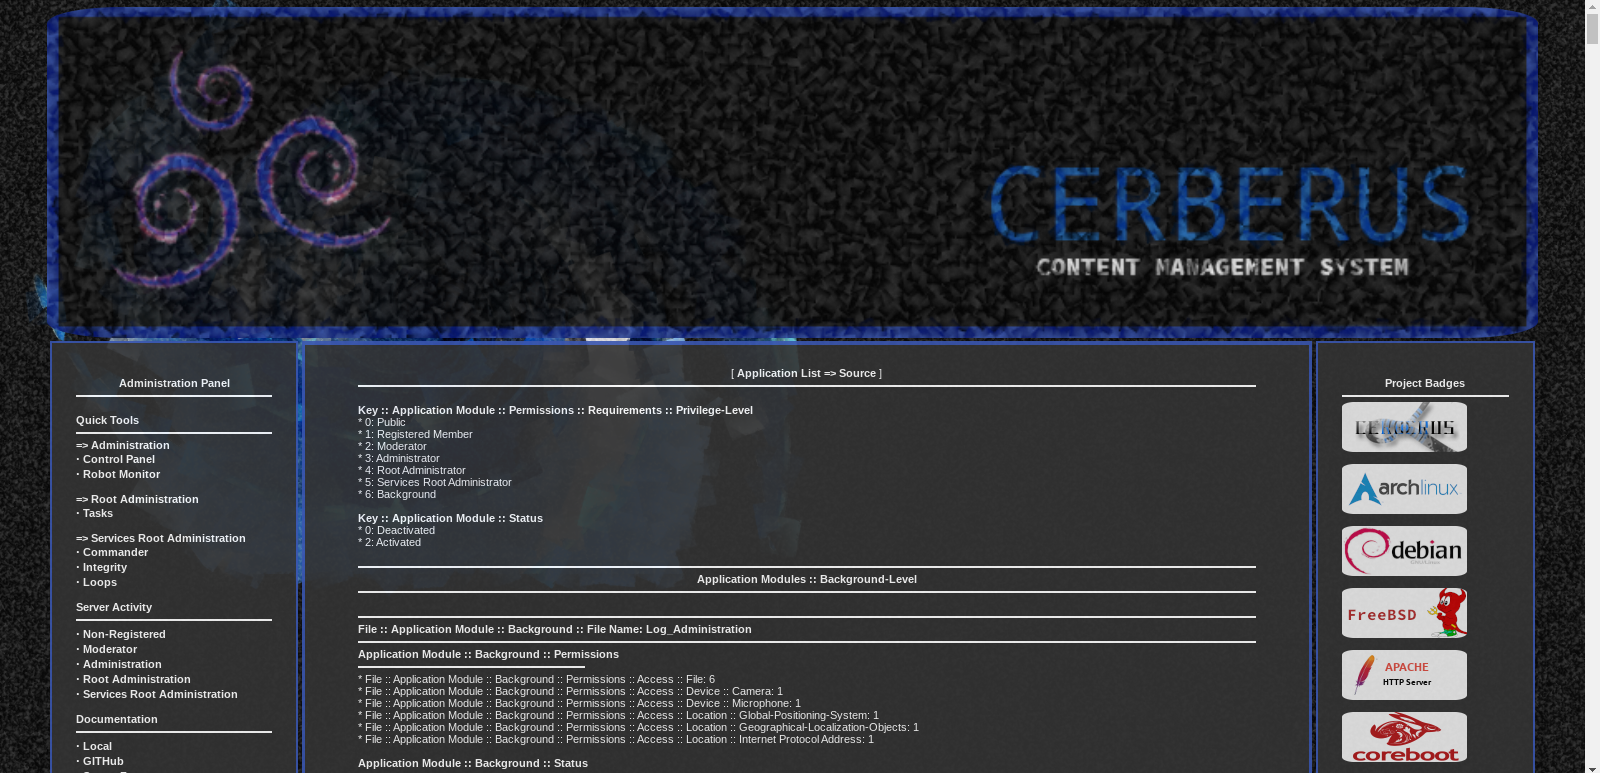 CERBERUS
CONTENT MANAGEMENT SYSTEM
Administration Panel
Quick Tools
=> Administration
· Control Panel
· Robot Monitor
=> Root Administration
· Tasks
=> Services Root Administration
· Commander
· Integrity
· Loops
Server Activity
· Non-Registered
· Moderator
· Administration
· Root Administration
· Services Root Administration
Documentation
· Local
· GITHub
[ Application List => Source ]
Key :: Application Module :: Permissions :: Requirements :: Privilege-Level
* 0: Public
* 1: Registered Member
* 2: Moderator
* 3: Administrator
* 4: Root Administrator
* 5: Services Root Administrator
* 6: Background
Key :: Application Module :: Status
* 0: Deactivated
* 2: Activated
Application Modules :: Background-Level
File :: Application Module :: Background :: File Name: Log_Administration
Application Module :: Background :: Permissions
* File :: Application Module :: Background :: Permissions :: Access :: File: 6
* File :: Application Module :: Background :: Permissions :: Access :: Device :: Camera: 1
* File :: Application Module :: Background :: Permissions :: Access :: Device :: Microphone: 1
* File :: Application Module :: Background :: Permissions :: Access :: Location :: Global-Positioning-System: 1
* File :: Application Module :: Background :: Permissions :: Access :: Location :: Geographical-Localization-Objects: 1
* File :: Application Module :: Background :: Permissions :: Access :: Location :: Internet Protocol Address: 1
Application Module :: Background :: Status
Project Badges
CERBERUS
archlinux
debian
FreeBSD
APACHE
HTTP Server
coreboot